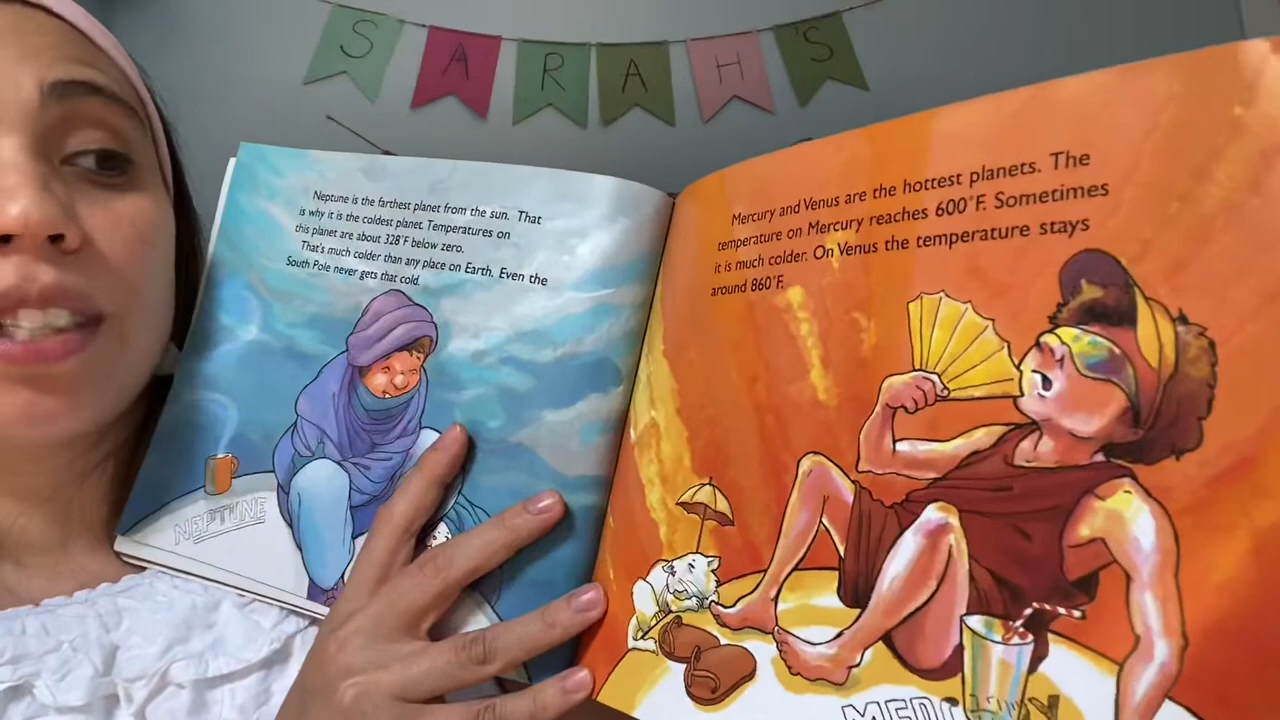 SARAH'S
Neptune is the farthest planet from the sun. That
is why it is the coldest planet. Temperatures on
this planet are about 328°F below zero.
That's much colder than any place on Earth. Even the
South Pole never gets that cold.
NEPTUNE
Mercury and Venus are the hottest planets. The
temperature on Mercury reaches 600°F. Sometimes
it is much colder. On Venus the temperature stays
around 860°F.
MERCURY